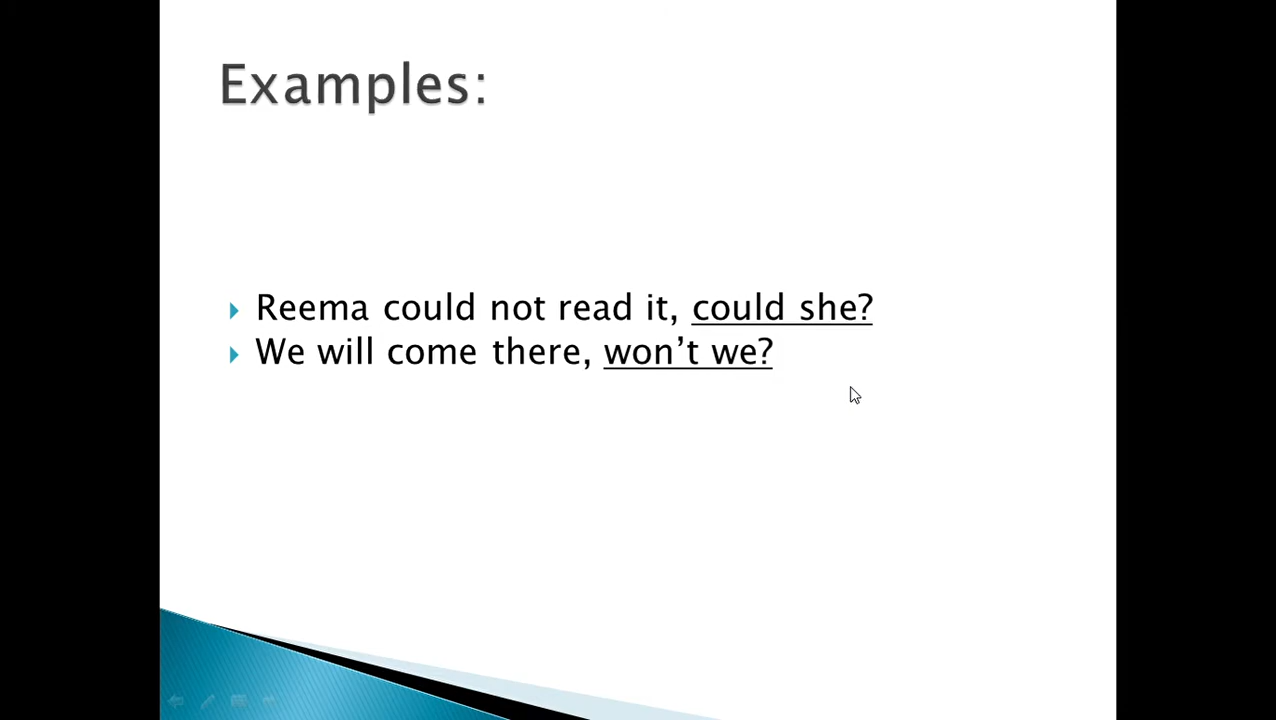 Examples:
Reema could not read it, could she?
We will come there, won’t we?